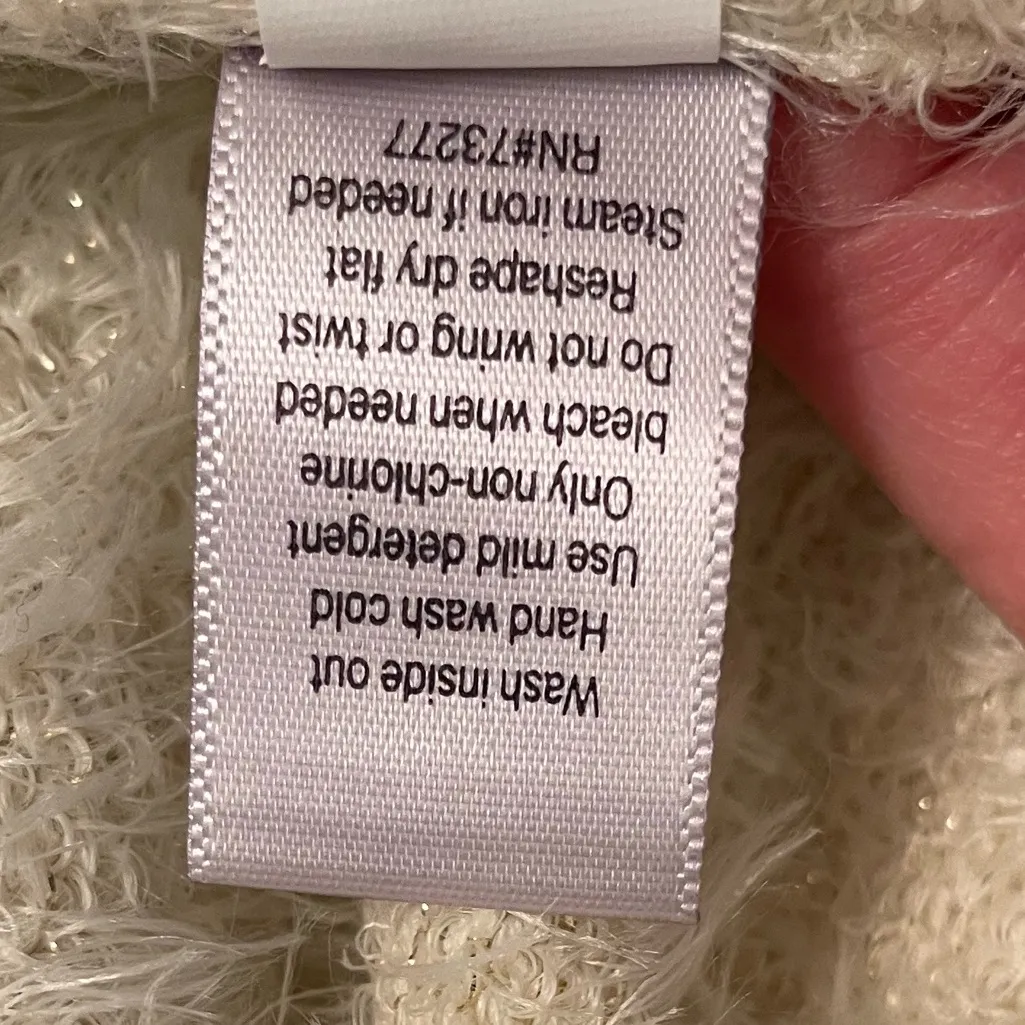 Wash inside out
Hand wash cold
Use mild detergent
Only non-chlorine
bleach when needed
Do not wring or twist
Reshape dry flat
Steam iron if needed
RN#73277